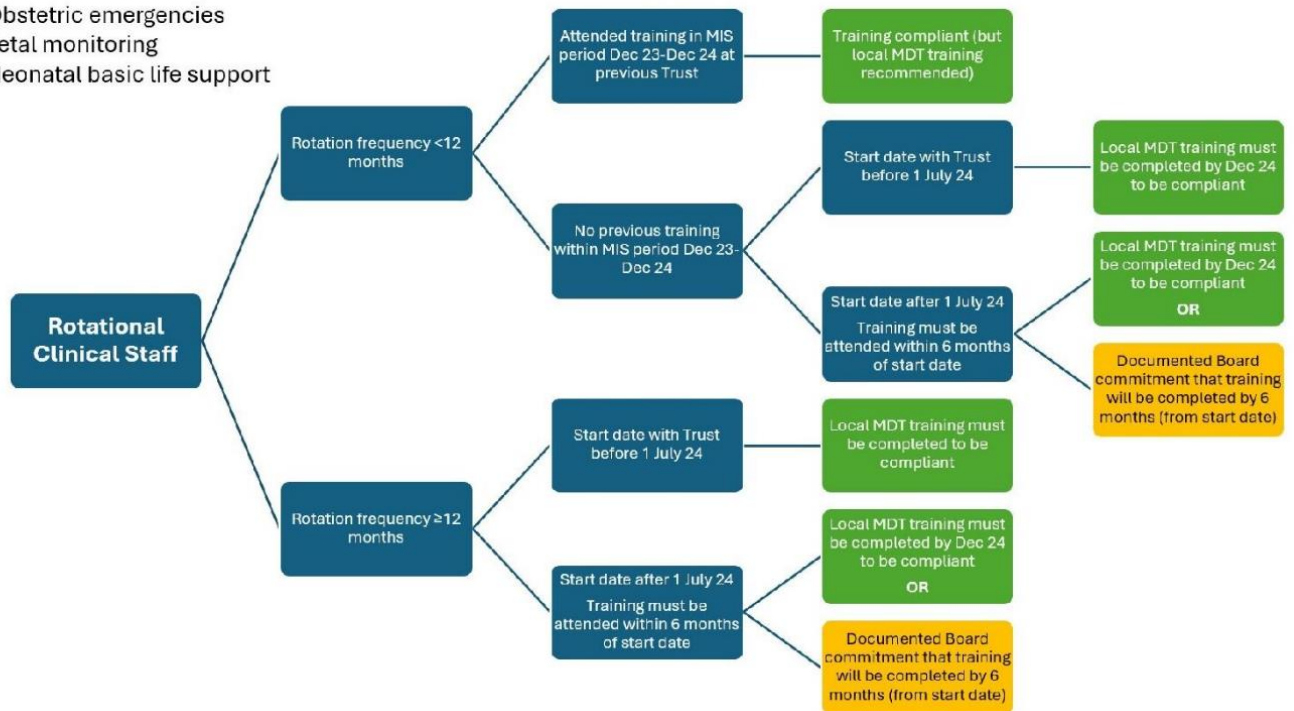 Obstetric emergencies
etal monitoring
Neonatal basic life support
Rotational
Clinical Staff
Rotation frequency <12
months
Attended training in MIS
period Dec 23-Dec 24 at
previous Trust
Training compliant (but
local MDT training
recommended)
No previous training
within MIS period Dec 23-
Dec 24
Start date with Trust
before 1 July 24
Local MDT training must
be completed by Dec 24
to be compliant
Start date after 1 July 24
Training must be
attended within 6 months
of start date
Local MDT training must
be completed by Dec 24
to be compliant
OR
Documented Board
commitment that training
will be completed by 6
months (from start date)
Rotation frequency ≥12
months
Start date with Trust
before 1 July 24
Local MDT training must
be completed to be
compliant
Start date after 1 July 24
Training must be
attended within 6 months
of start date
Local MDT training must
be completed by Dec 24
to be compliant
OR
Documented Board
commitment that training
will be completed by 6
months (from start date)